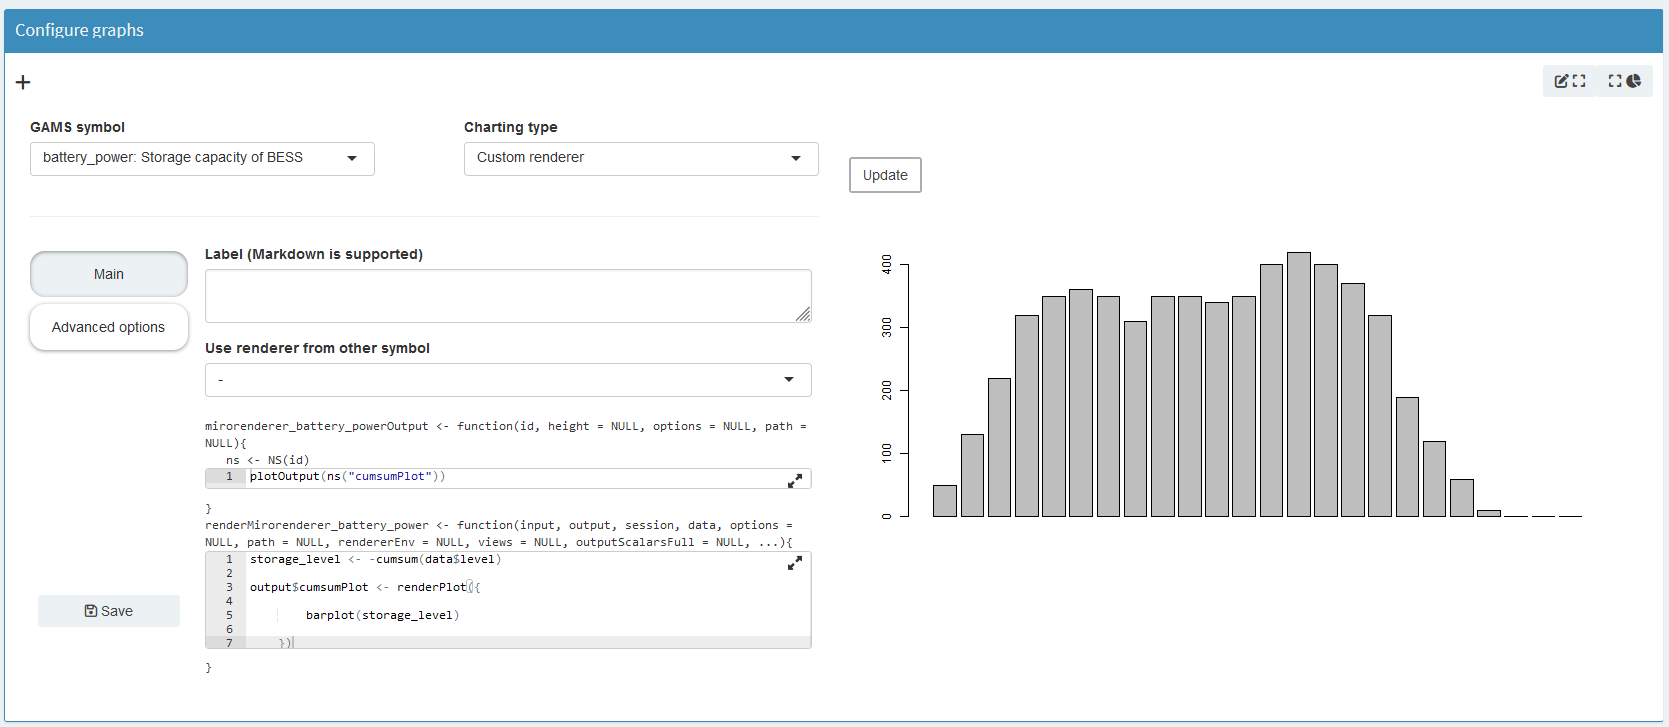 Configure graphs
GAMS symbol
Charting type
battery_power: Storage capacity of BESS
Custom renderer
Update
Main
Advanced options
Label (Markdown is supported)
Use renderer from other symbol
-
mirorenderer_battery_powerOutput <- function(id, height = NULL, options = NULL, path =
NULL){
ns <- NS(id)
1 plotOutput(ns("cumsumPlot"))
}
renderMirorenderer_battery_power <- function(input, output, session, data, options =
NULL, path = NULL, rendererEnv = NULL, views = NULL, outputScalarsFull = NULL, ...){
1 storage_level <- -cumsum(data$level)
2
3 output$cumsumPlot <- renderPlot({
4
5 barplot(storage_level)
6
7 })
}
Save
400
300
200
100
0